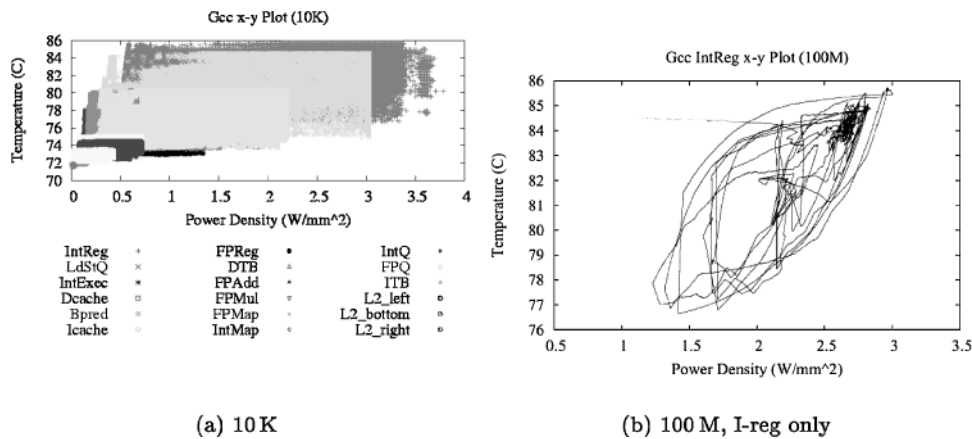 Gcc x-y Plot (10K)
Temperature (C)
86
84
82
80
78
76
74
72
70
0 0.5 1 1.5 2 2.5 3 3.5 4
Power Density (W/mm^2)
IntReg FPReg IntQ
LdStQ DTB FPQ
IntExec FPAdd ITB
Dcache FPMul L2_left
Bpred FPMap L2_bottom
Icache IntMap L2_right
(a) 10 K
Gcc IntReg x-y Plot (100M)
Temperature (C)
86
85
84
83
82
81
80
79
78
77
76
0.5 1 1.5 2 2.5 3 3.5
Power Density (W/mm^2)
(b) 100 M, I-reg only